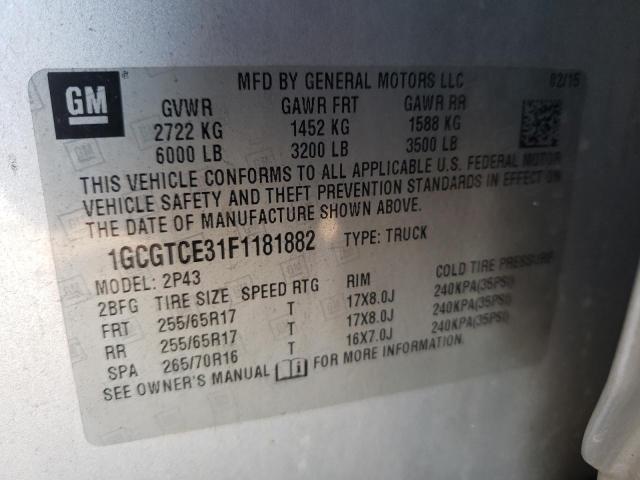 GM
MFD BY GENERAL MOTORS LLC 02/15
GVWR GAWR FRT GAWR RR
2722 KG 1452 KG 1588 KG
6000 LB 3200 LB 3500 LB
THIS VEHICLE CONFORMS TO ALL APPLICABLE U.S. FEDERAL MOTOR
VEHICLE SAFETY AND THEFT PREVENTION STANDARDS IN EFFECT ON
THE DATE OF MANUFACTURE SHOWN ABOVE.
1GCGTCE31F1181882 TYPE: TRUCK
MODEL: 2P43
2BFG TIRE SIZE SPEED RTG RIM COLD TIRE PRESSURE
FRT 255/65R17 T 17X8.0J 240KPA(35PSI)
RR 255/65R17 T 17X8.0J 240KPA(35PSI)
SPA 265/70R16 T 16X7.0J 240KPA(35PSI)
SEE OWNER'S MANUAL FOR MORE INFORMATION.